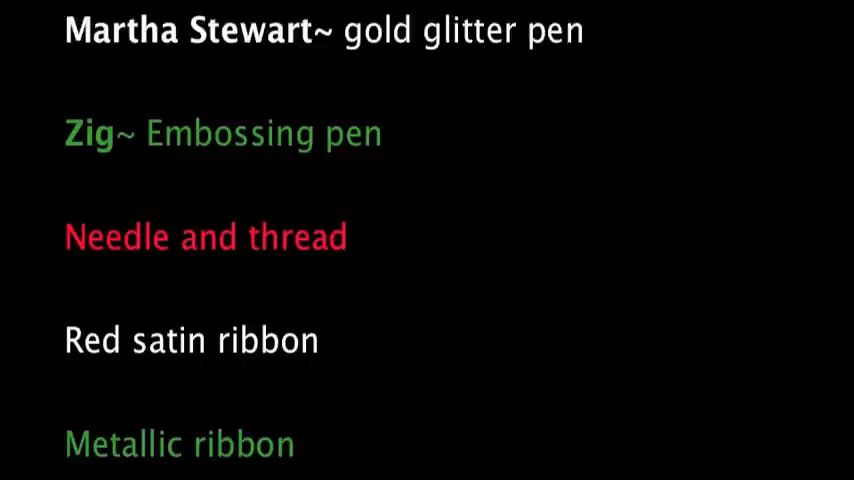 Martha Stewart~ gold glitter pen
Zig~ Embossing pen
Needle and thread
Red satin ribbon
Metallic ribbon